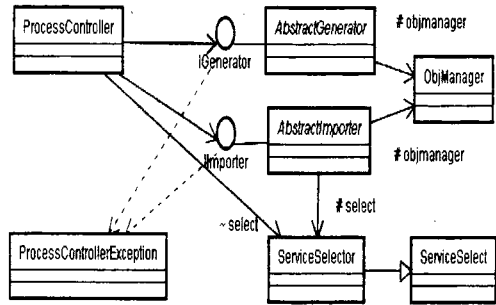 ProcessController
AbstractGenerator
# objmanager
IGenerator
ObjManager
AbstractImporter
IImporter
# objmanager
# select
~ select
ProcessControllerException
ServiceSelector
ServiceSelect